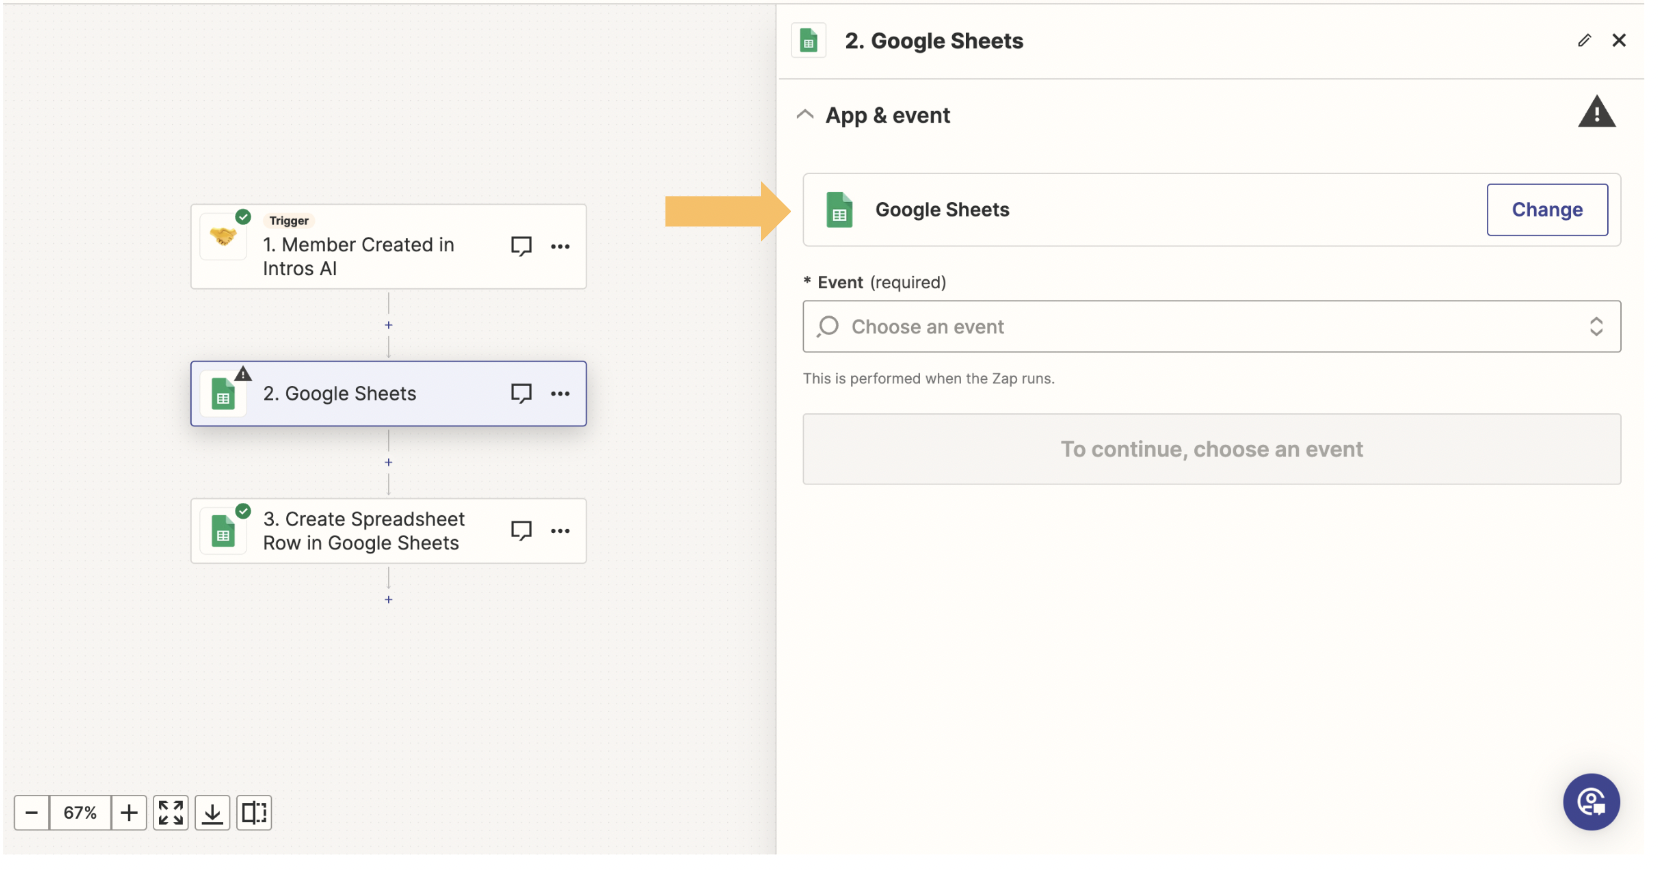 Trigger
1. Member Created in
Intros AI
2. Google Sheets
3. Create Spreadsheet
Row in Google Sheets
67%
2. Google Sheets
App & event
Google Sheets
Change
* Event (required)
Choose an event
This is performed when the Zap runs.
To continue, choose an event